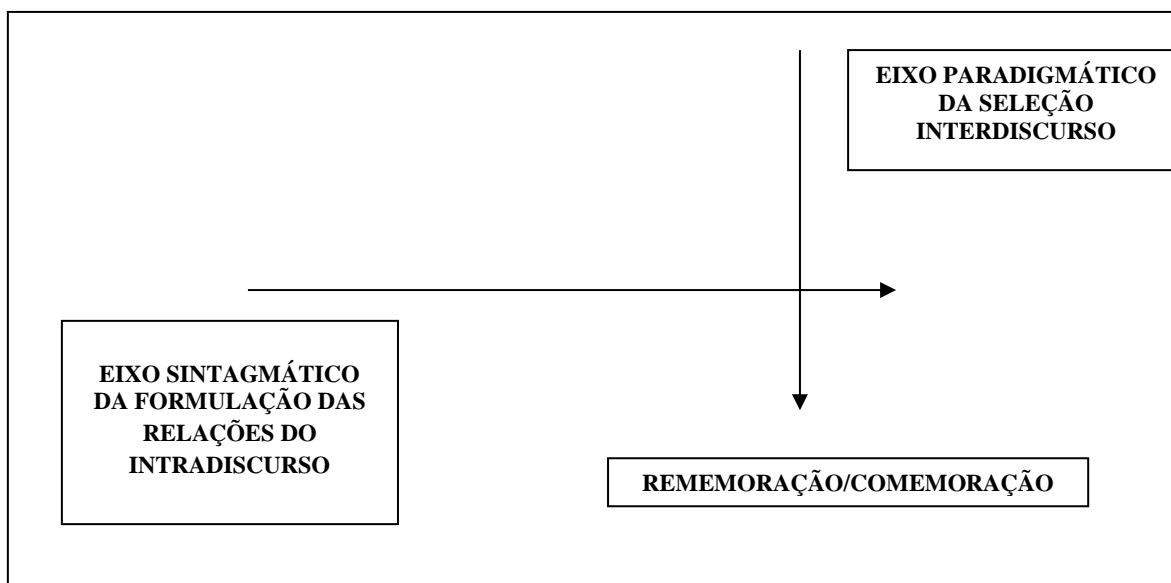 EIXO PARADIGMÁTICO
DA SELEÇÃO
INTERDISCURSO
EIXO SINTAGMÁTICO
DA FORMULAÇÃO DAS
RELAÇÕES DO
INTRADISCURSO
REMEMORAÇÃO/COMEMORAÇÃO